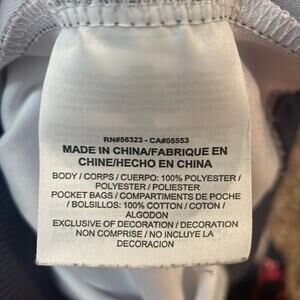 RN#56323 - CA#05553
MADE IN CHINA/FABRIQUE EN
CHINE/HECHO EN CHINA
BODY / CORPS / CUERPO: 100% POLYESTER /
POLYESTER / POLIESTER
POCKET BAGS / COMPARTIMENTS DE POCHE
/ BOLSILLOS: 100% COTTON / COTON /
ALGODON
EXCLUSIVE OF DECORATION / DECORATION
NON COMPRISE / NO INCLUYE LA
DECORACION